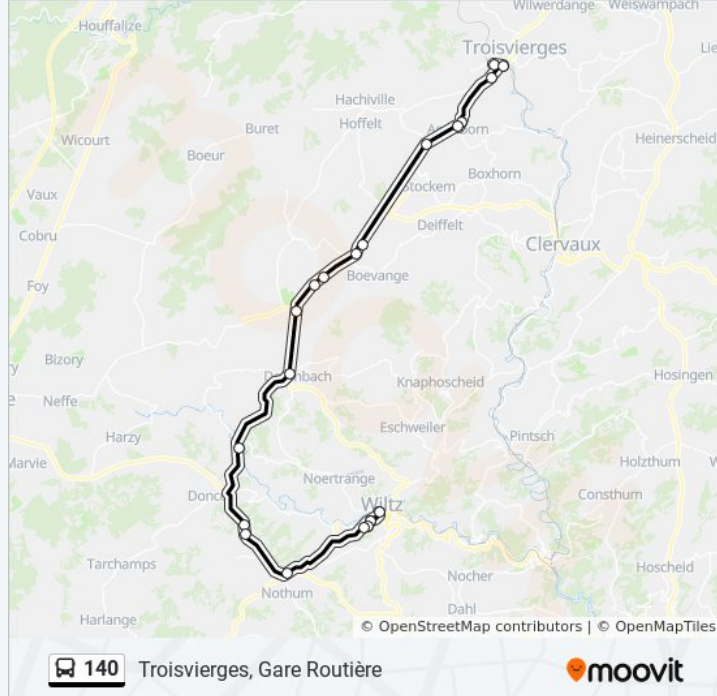 Wilwerdange
Weiswampach
Houffalize
Troisvierges
Hachiville
Hoffelt
Buret
Wicourt
Boeur
Heinerscheid
Boxhorn
Stockem
Vaux
Deiffelt
Cobru
Clervaux
Boevange
Foy
Bizory
Hosingen
Knaphoscheid
Neffe
Eschweiler
Harzy
Pintsch
Marvie
Holzthum
Noertrange
Consthum
Wiltz
Tarchamps
Hoscheid
Nocher
Nothum
Dahl
Harlange
© OpenStreetMap contributors | © OpenMapTiles
140 Troisvierges, Gare Routière
moovit